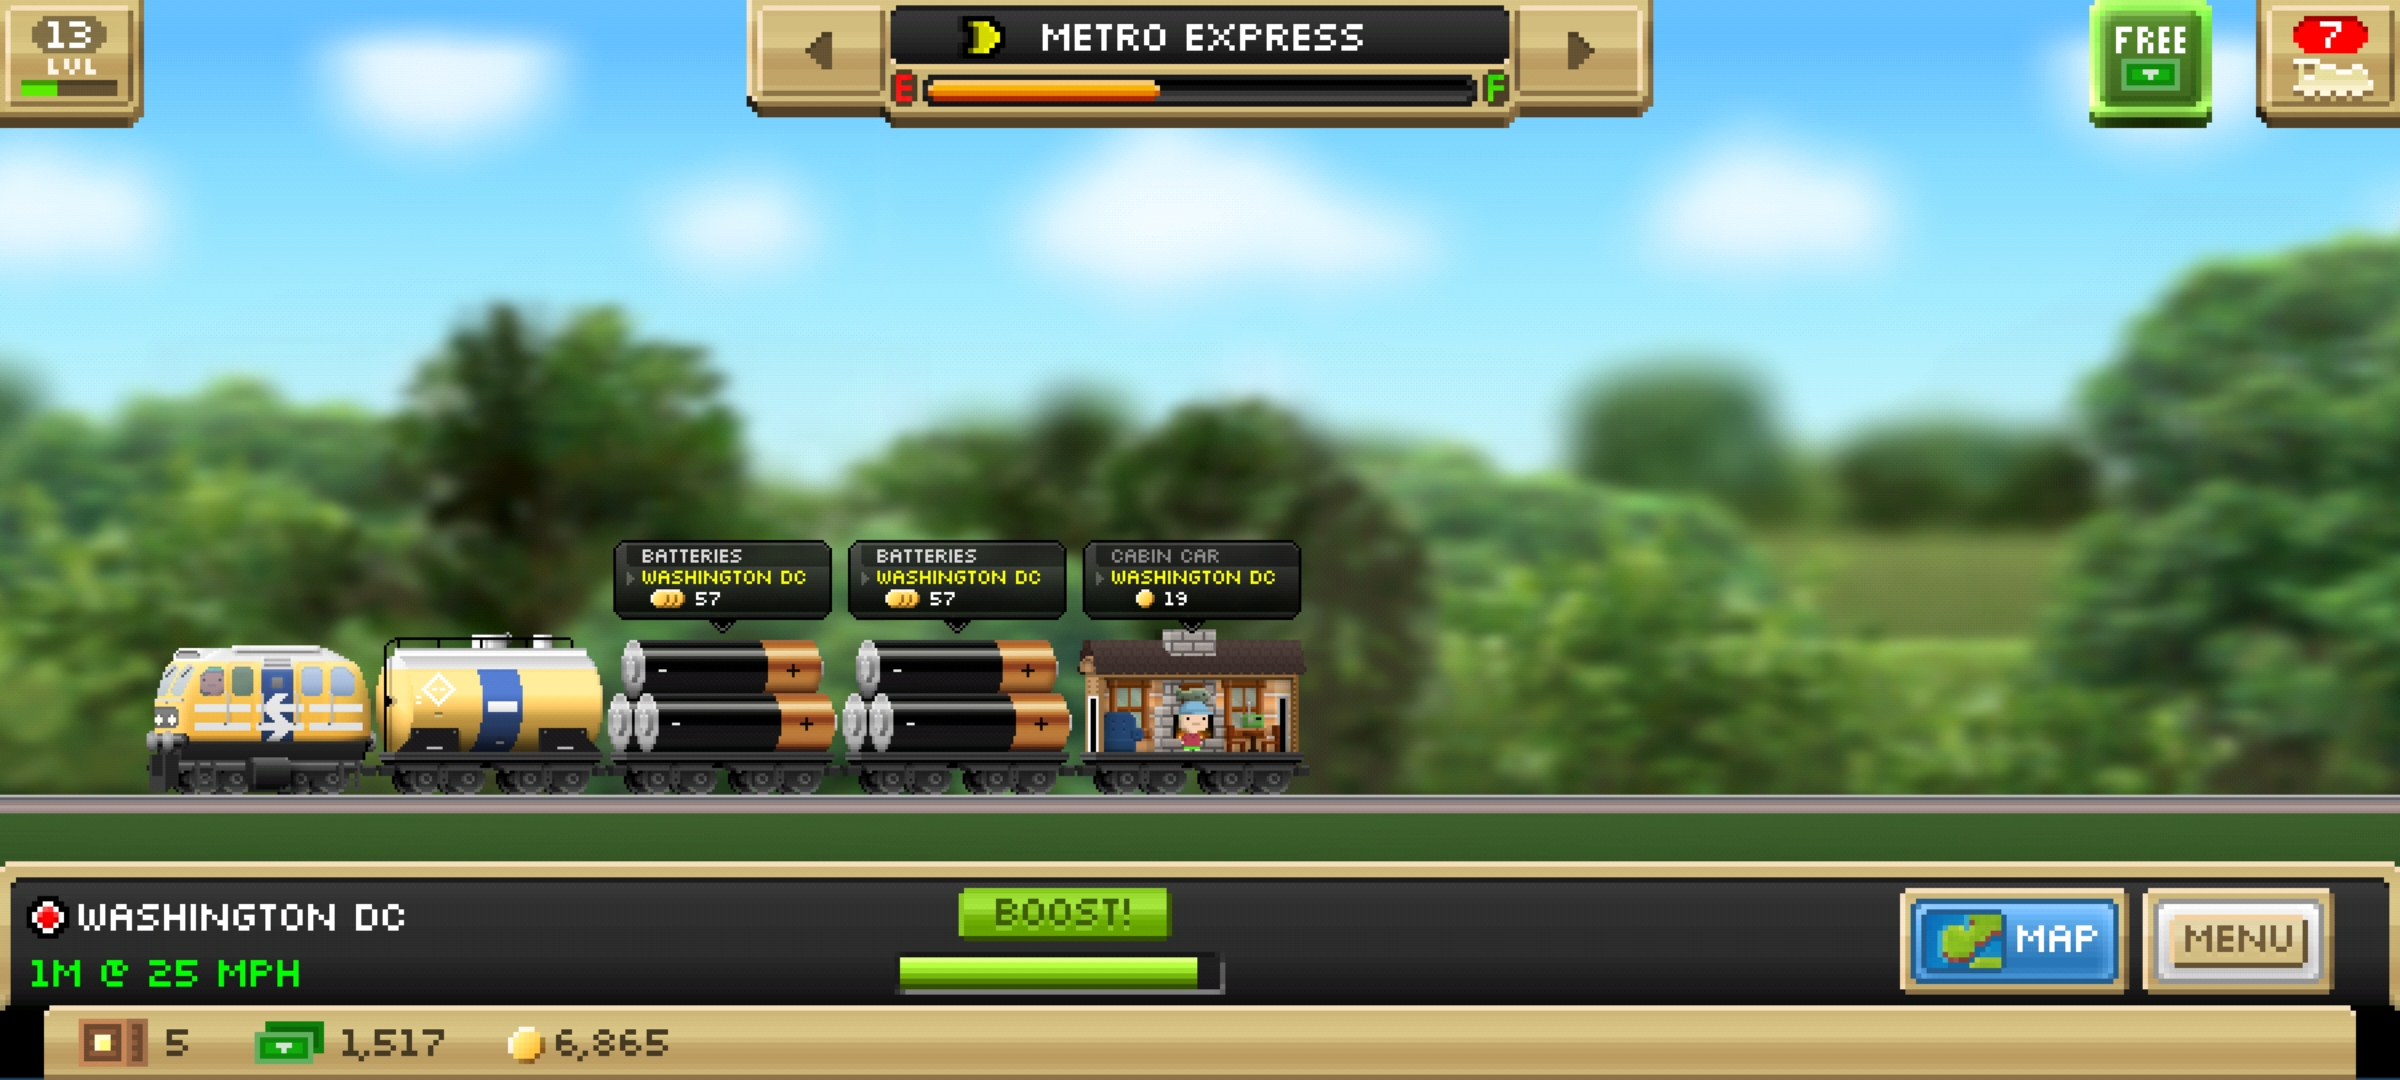 13
LVL
METRO EXPRESS
E F
FREE
7
BATTERIES
WASHINGTON DC
57
BATTERIES
WASHINGTON DC
57
CABIN CAR
WASHINGTON DC
19
- +
- +
- +
- +
WASHINGTON DC
1M @ 25 MPH
BOOST!
MAP
MENU
5
1,517
6,865